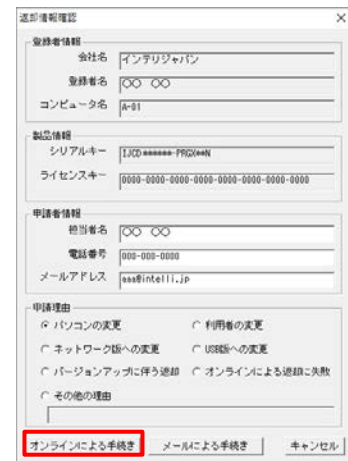 返却情報確認
登録者情報
会社名 インテリジャパン
登録者名 〇〇 〇〇
コンピュータ名 A-01
製品情報
シリアルキー IJCD******-PRGX**N
ライセンスキー 0000-0000-0000-0000-0000-0000-0000
申請者情報
担当者名 〇〇 〇〇
電話番号 000-000-0000
メールアドレス aaa@intelli.jp
申請理由
パソコンの変更 利用者の変更
ネットワーク版への変更 USB版への変更
バージョンアップに伴う返却 オンラインによる返却に失敗
その他の理由
オンラインによる手続き メールによる手続き キャンセル